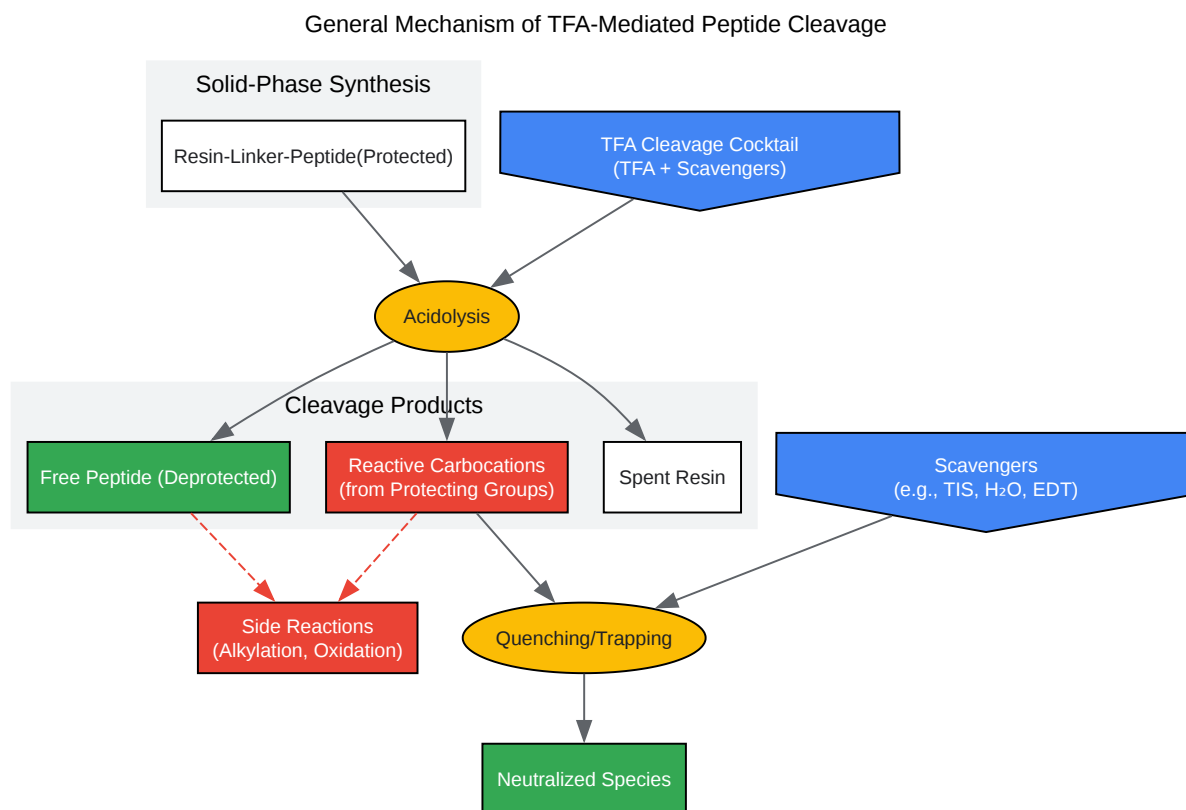 General Mechanism of TFA-Mediated Peptide Cleavage
Solid-Phase Synthesis
Resin-Linker-Peptide(Protected)
TFA Cleavage Cocktail
(TFA + Scavengers)
Acidolysis
Cleavage Products
Free Peptide (Deprotected)
Reactive Carbocations
(from Protecting Groups)
Spent Resin
Scavengers
(e.g., TIS, H₂O, EDT)
Side Reactions
(Alkylation, Oxidation)
Quenching/Trapping
Neutralized Species